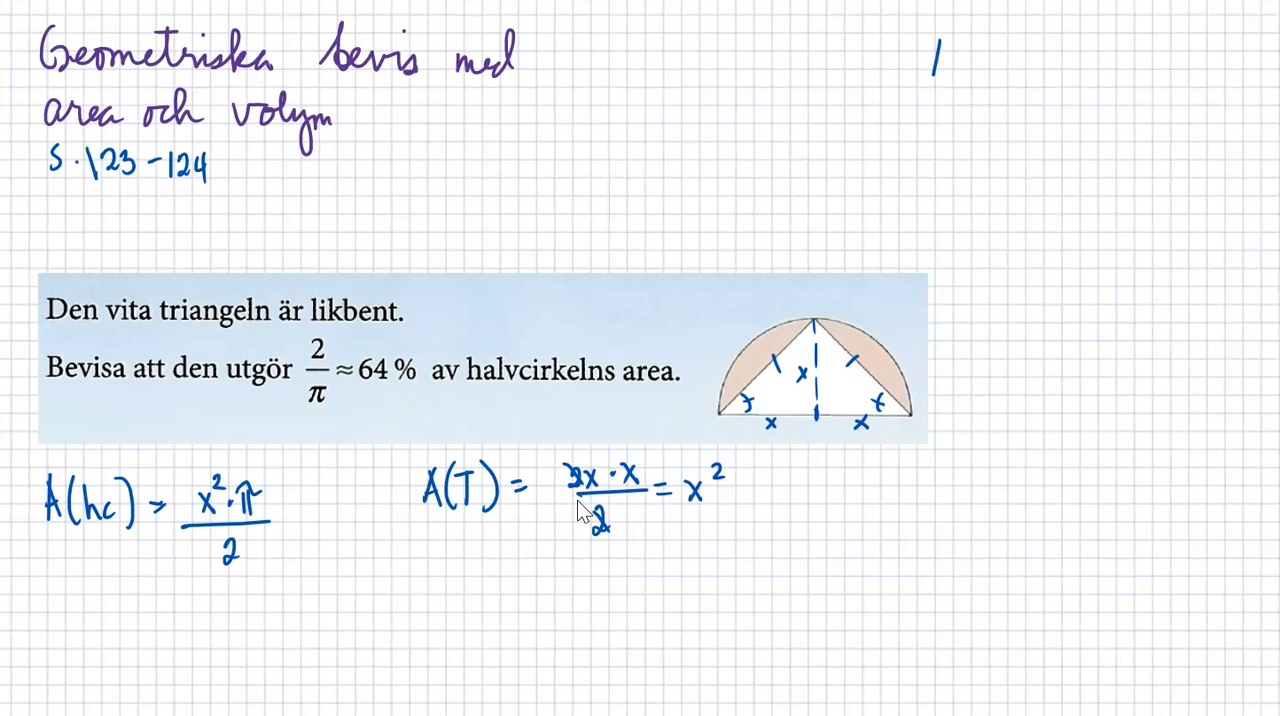 Geometriska bevis med
area och volym
S. 123-124
Den vita triangeln är likbent.
Bevisa att den utgör 2/π ≈ 64 % av halvcirkelns area.
x
x x
A(hc) = x²·π/2
A(T) = 2x·x/2 = x²